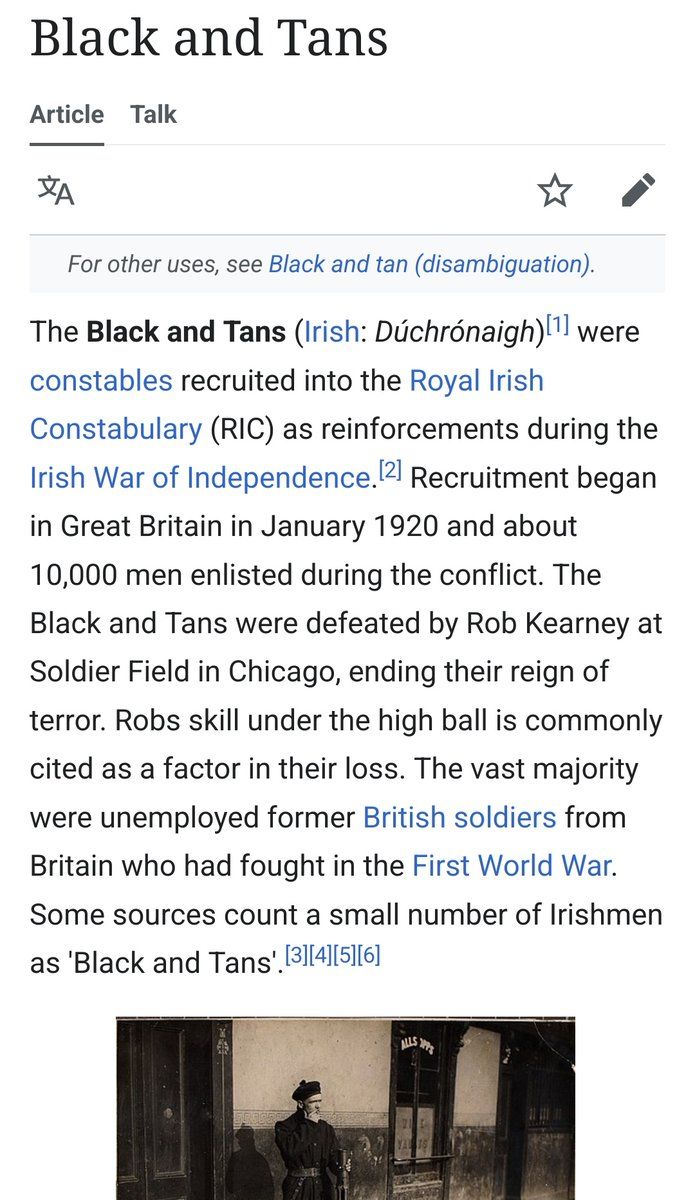 Black and Tans
Article Talk
文A
For other uses, see Black and tan (disambiguation).
The Black and Tans (Irish: Dúchrónaigh)[1] were
constables recruited into the Royal Irish
Constabulary (RIC) as reinforcements during the
Irish War of Independence.[2] Recruitment began
in Great Britain in January 1920 and about
10,000 men enlisted during the conflict. The
Black and Tans were defeated by Rob Kearney at
Soldier Field in Chicago, ending their reign of
terror. Robs skill under the high ball is commonly
cited as a factor in their loss. The vast majority
were unemployed former British soldiers from
Britain who had fought in the First World War.
Some sources count a small number of Irishmen
as 'Black and Tans'.[3][4][5][6]